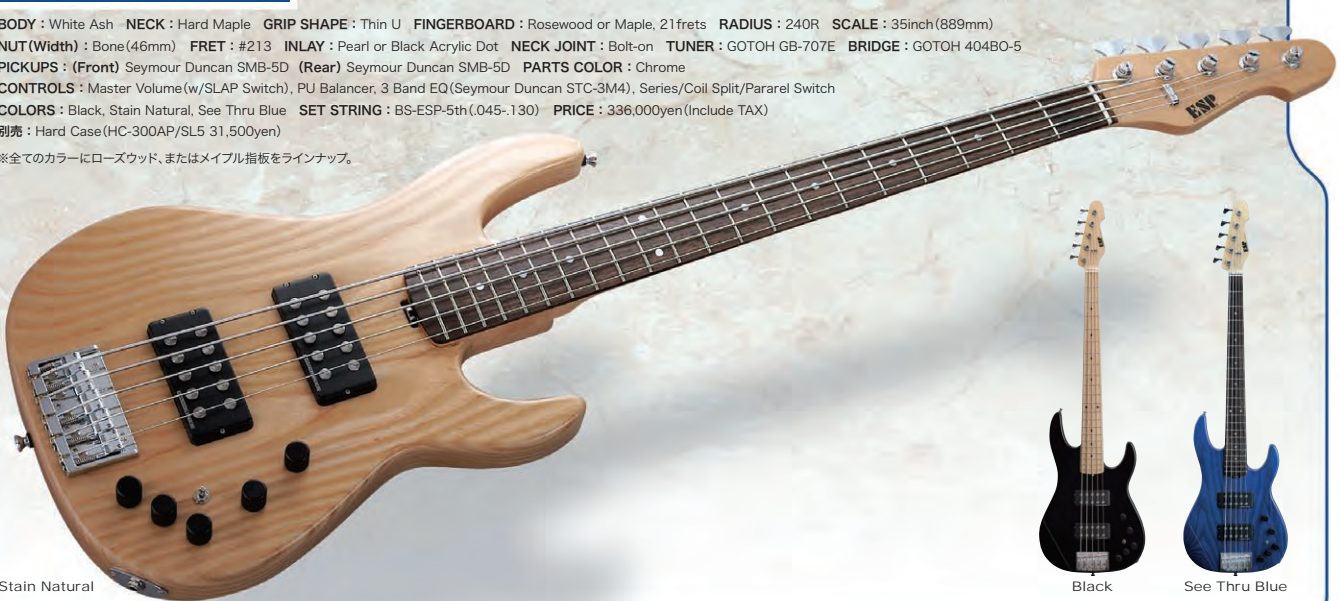 BODY：White Ash NECK：Hard Maple GRIP SHAPE：Thin U FINGERBOARD：Rosewood or Maple, 21frets RADIUS：240R SCALE：35inch(889mm)
NUT(Width)：Bone(46mm) FRET：#213 INLAY：Pearl or Black Acrylic Dot NECK JOINT：Bolt-on TUNER：GOTOH GB-707E BRIDGE：GOTOH 404BO-5
PICKUPS：(Front) Seymour Duncan SMB-5D (Rear) Seymour Duncan SMB-5D PARTS COLOR：Chrome
CONTROLS：Master Volume(w/SLAP Switch), PU Balancer, 3 Band EQ(Seymour Duncan STC-3M4), Series/Coil Split/Pararel Switch
COLORS：Black, Stain Natural, See Thru Blue SET STRING：BS-ESP-5th(.045-.130) PRICE：336,000yen(Include TAX)
別売：Hard Case(HC-300AP/SL5 31,500yen)
※全てのカラーにローズウッド、またはメイプル指板をラインナップ。
ESP
Stain Natural
Black
See Thru Blue